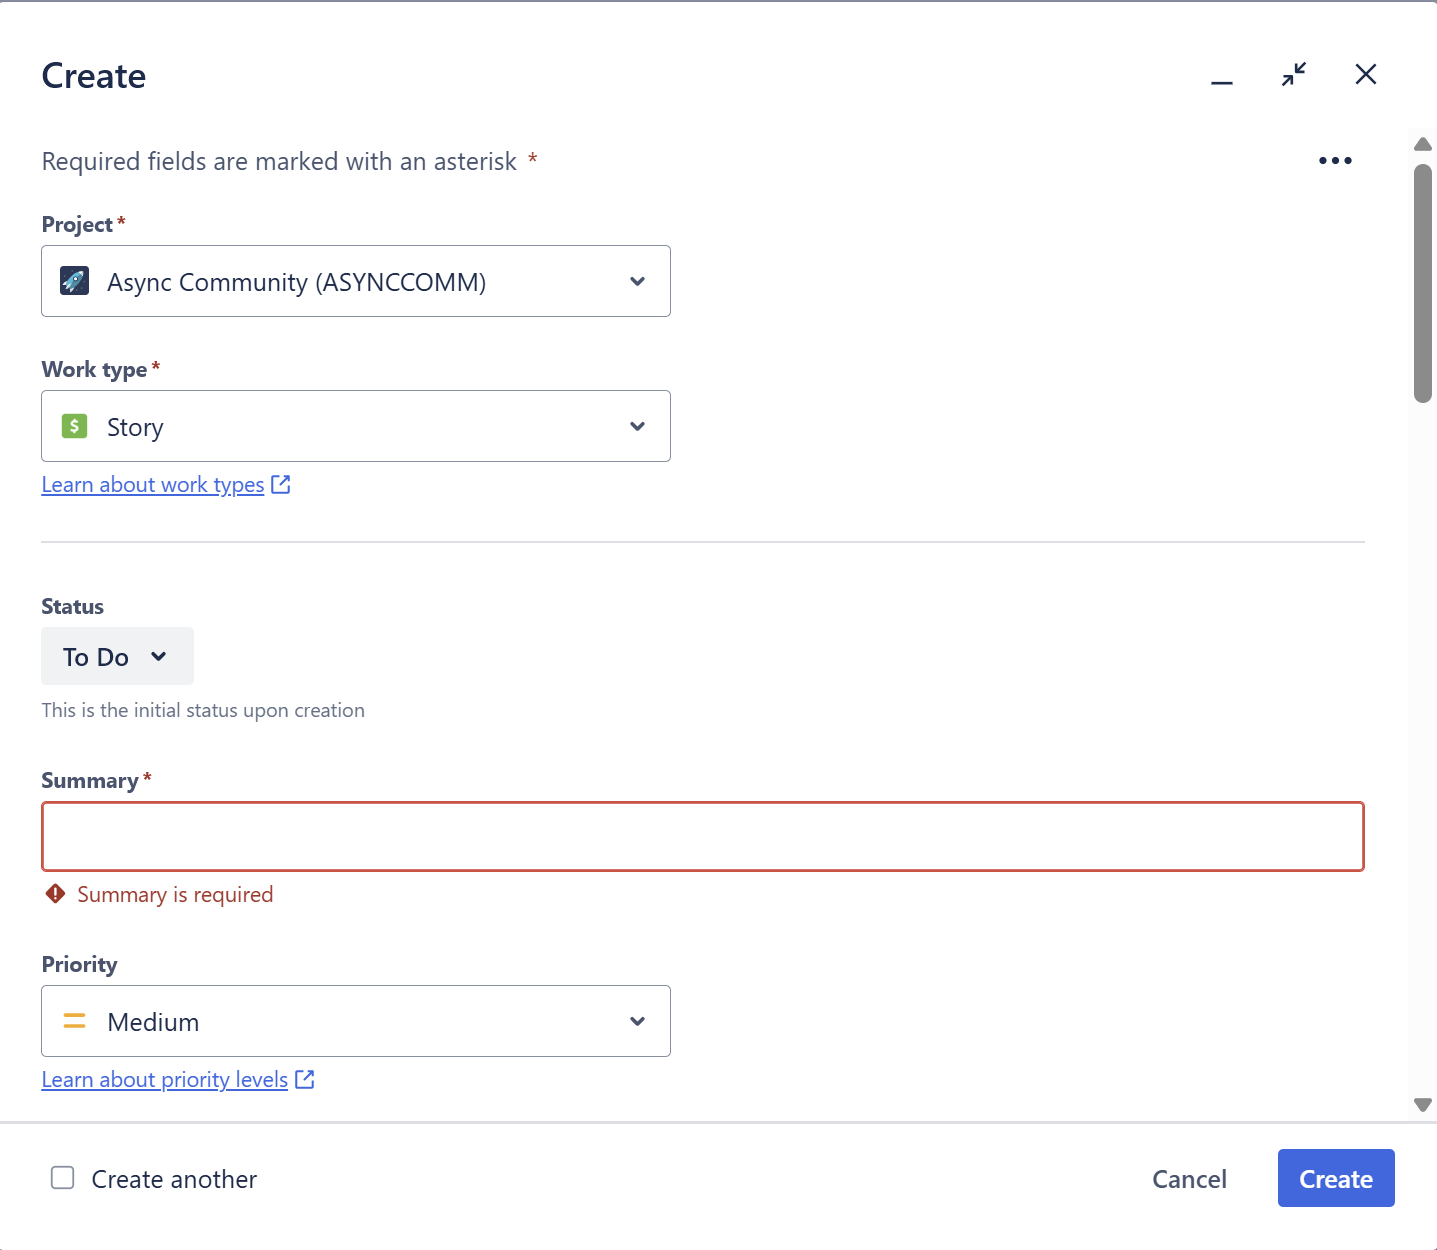 Create
Required fields are marked with an asterisk *
Project *
Async Community (ASYNCCOMM)
Work type *
$ Story
Learn about work types
Status
To Do
This is the initial status upon creation
Summary *
Summary is required
Priority
Medium
Learn about priority levels
Create another
Cancel
Create